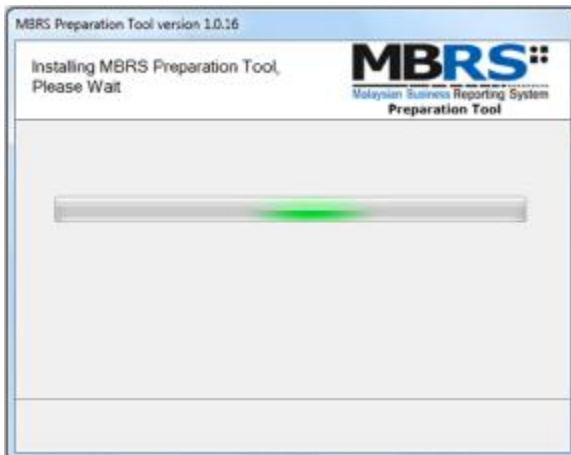 MBRS Preparation Tool version 1.0.16
Installing MBRS Preparation Tool,
Please Wait
MBRS
Malaysian Business Reporting System
Preparation Tool